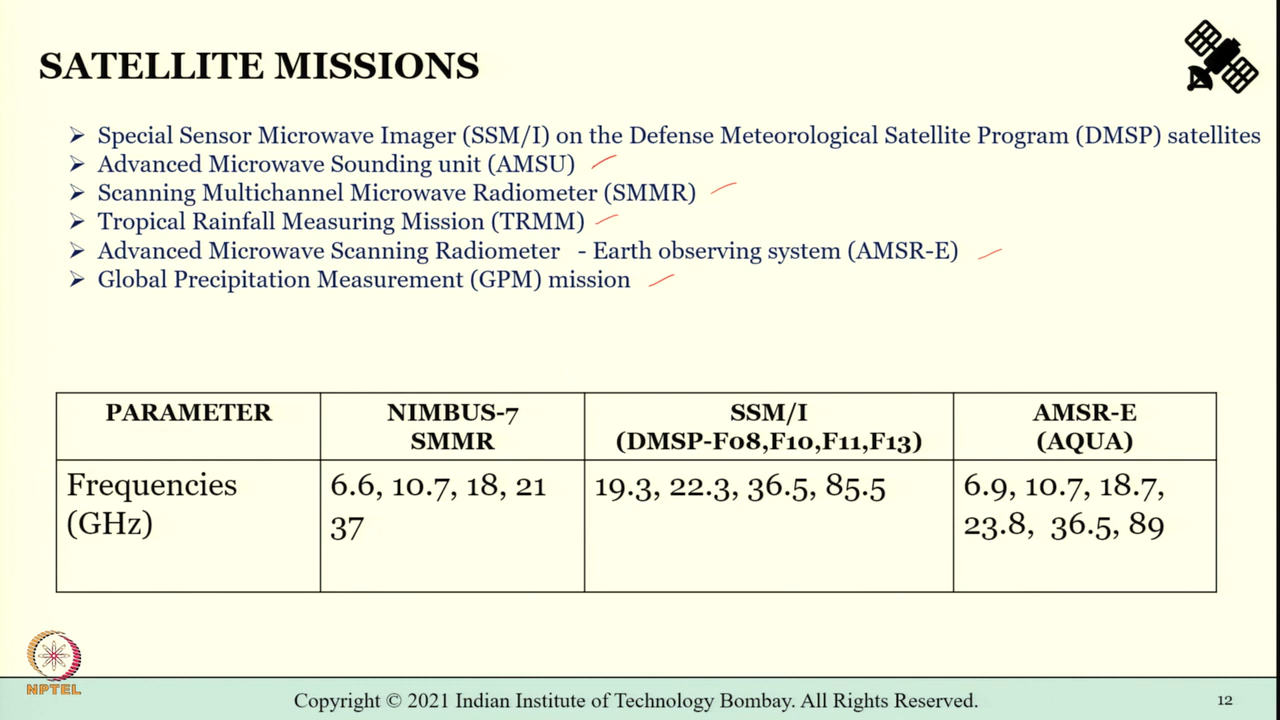 SATELLITE MISSIONS
Special Sensor Microwave Imager (SSM/I) on the Defense Meteorological Satellite Program (DMSP) satellites
Advanced Microwave Sounding unit (AMSU)
Scanning Multichannel Microwave Radiometer (SMMR)
Tropical Rainfall Measuring Mission (TRMM)
Advanced Microwave Scanning Radiometer - Earth observing system (AMSR-E)
Global Precipitation Measurement (GPM) mission
PARAMETER
NIMBUS-7
SMMR
SSM/I
(DMSP-F08,F10,F11,F13)
AMSR-E
(AQUA)
Frequencies
(GHz)
6.6, 10.7, 18, 21
37
19.3, 22.3, 36.5, 85.5
6.9, 10.7, 18.7,
23.8, 36.5, 89
NPTEL
Copyright © 2021 Indian Institute of Technology Bombay. All Rights Reserved.
12